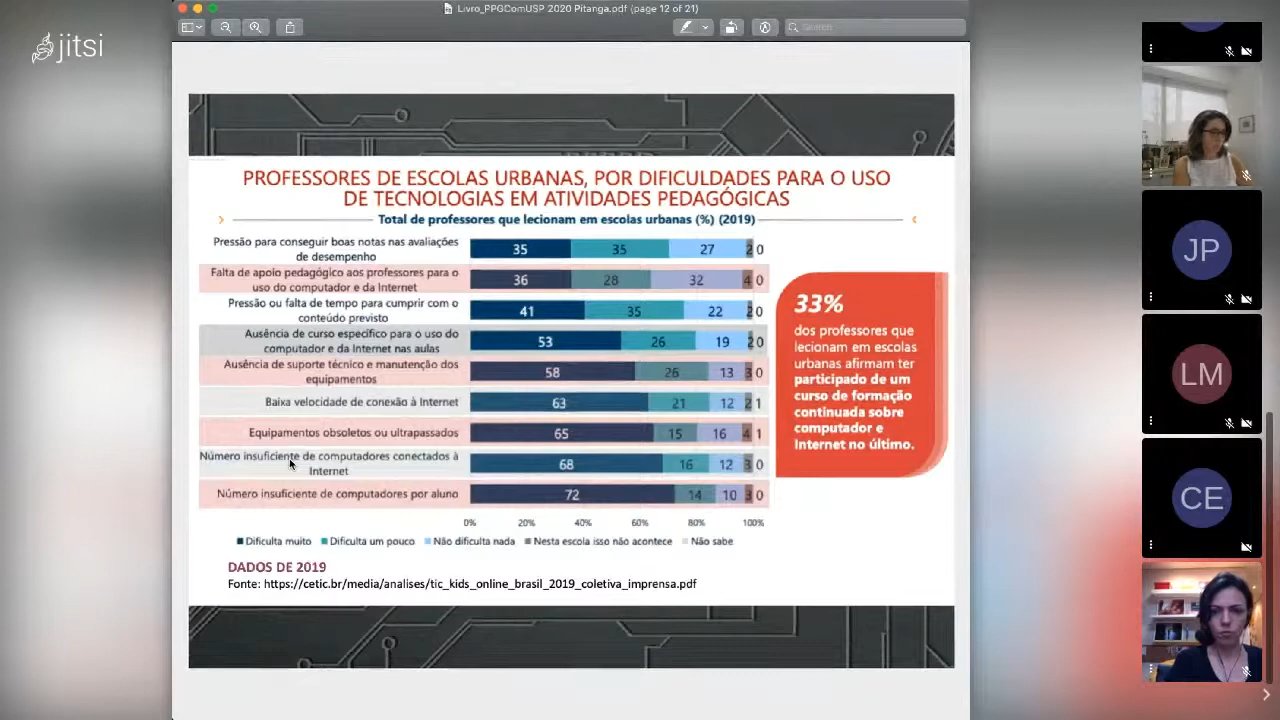 Livro_PPGComUSP 2020 Pitanga.pdf (page 12 of 21)
Search
jitsi
PROFESSORES DE ESCOLAS URBANAS, POR DIFICULDADES PARA O USO
DE TECNOLOGIAS EM ATIVIDADES PEDAGÓGICAS
Total de professores que lecionam em escolas urbanas (%) (2019)
Pressão para conseguir boas notas nas avaliações
de desempenho
35 35 27 2 0
Falta de apoio pedagógico aos professores para o
uso do computador e da Internet
36 28 32 4 0
Pressão ou falta de tempo para cumprir com o
conteúdo previsto
41 35 22 2 0
Ausência de curso específico para o uso do
computador e da Internet nas aulas
53 26 19 2 0
Ausência de suporte técnico e manutenção dos
equipamentos
58 26 13 3 0
Baixa velocidade de conexão à Internet
63 21 12 2 1
Equipamentos obsoletos ou ultrapassados
65 15 16 4 1
Número insuficiente de computadores conectados à
Internet
68 16 12 3 0
Número insuficiente de computadores por aluno
72 14 10 3 0
0% 20% 40% 60% 80% 100%
Dificulta muito Dificulta um pouco Não dificulta nada Nesta escola isso não acontece Não sabe
33%
dos professores que
lecionam em escolas
urbanas afirmam ter
participado de um
curso de formação
continuada sobre
computador e
Internet no último.
DADOS DE 2019
Fonte: https://cetic.br/media/analises/tic_kids_online_brasil_2019_coletiva_imprensa.pdf
JP
LM
CE